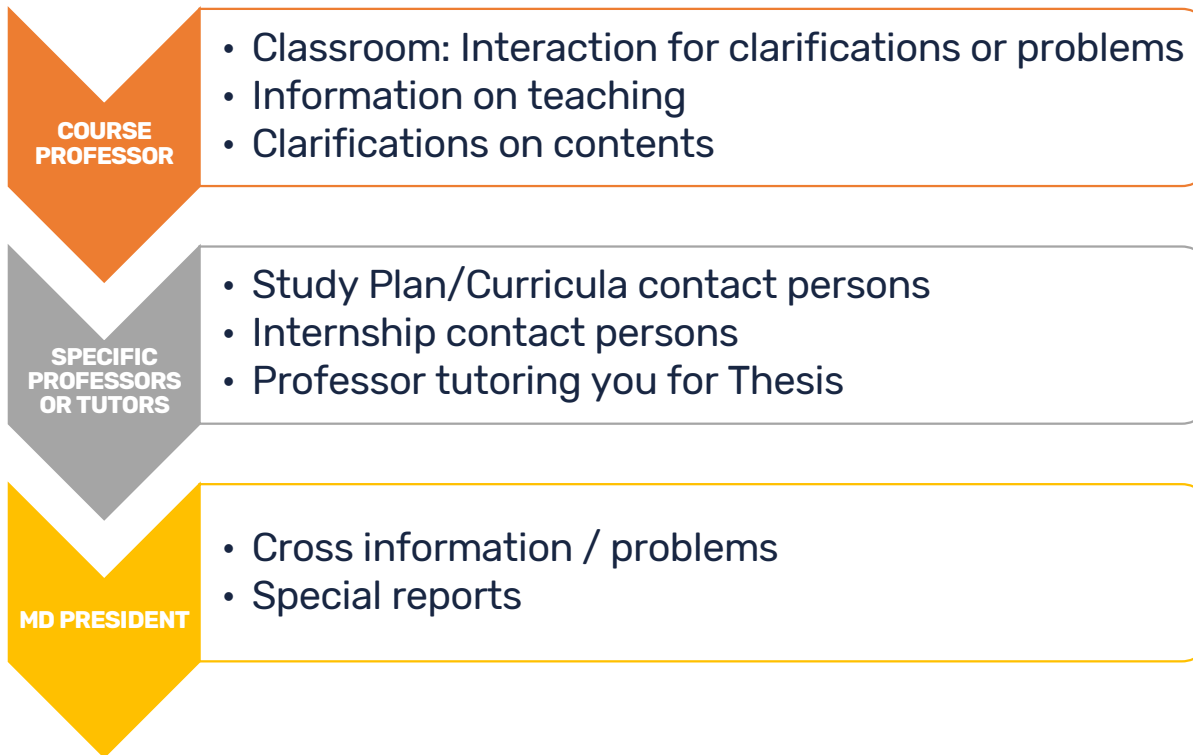 COURSE
PROFESSOR
• Classroom: Interaction for clarifications or problems
• Information on teaching
• Clarifications on contents
SPECIFIC
PROFESSORS
OR TUTORS
• Study Plan/Curricula contact persons
• Internship contact persons
• Professor tutoring you for Thesis
MD PRESIDENT
• Cross information / problems
• Special reports